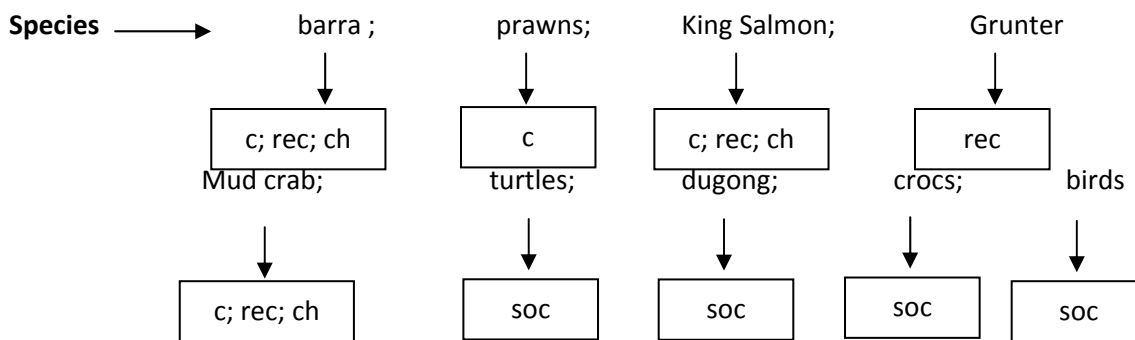 Species barra ; prawns; King Salmon; Grunter
c; rec; ch c c; rec; ch rec
Mud crab; turtles; dugong; crocs; birds
c; rec; ch soc soc soc soc